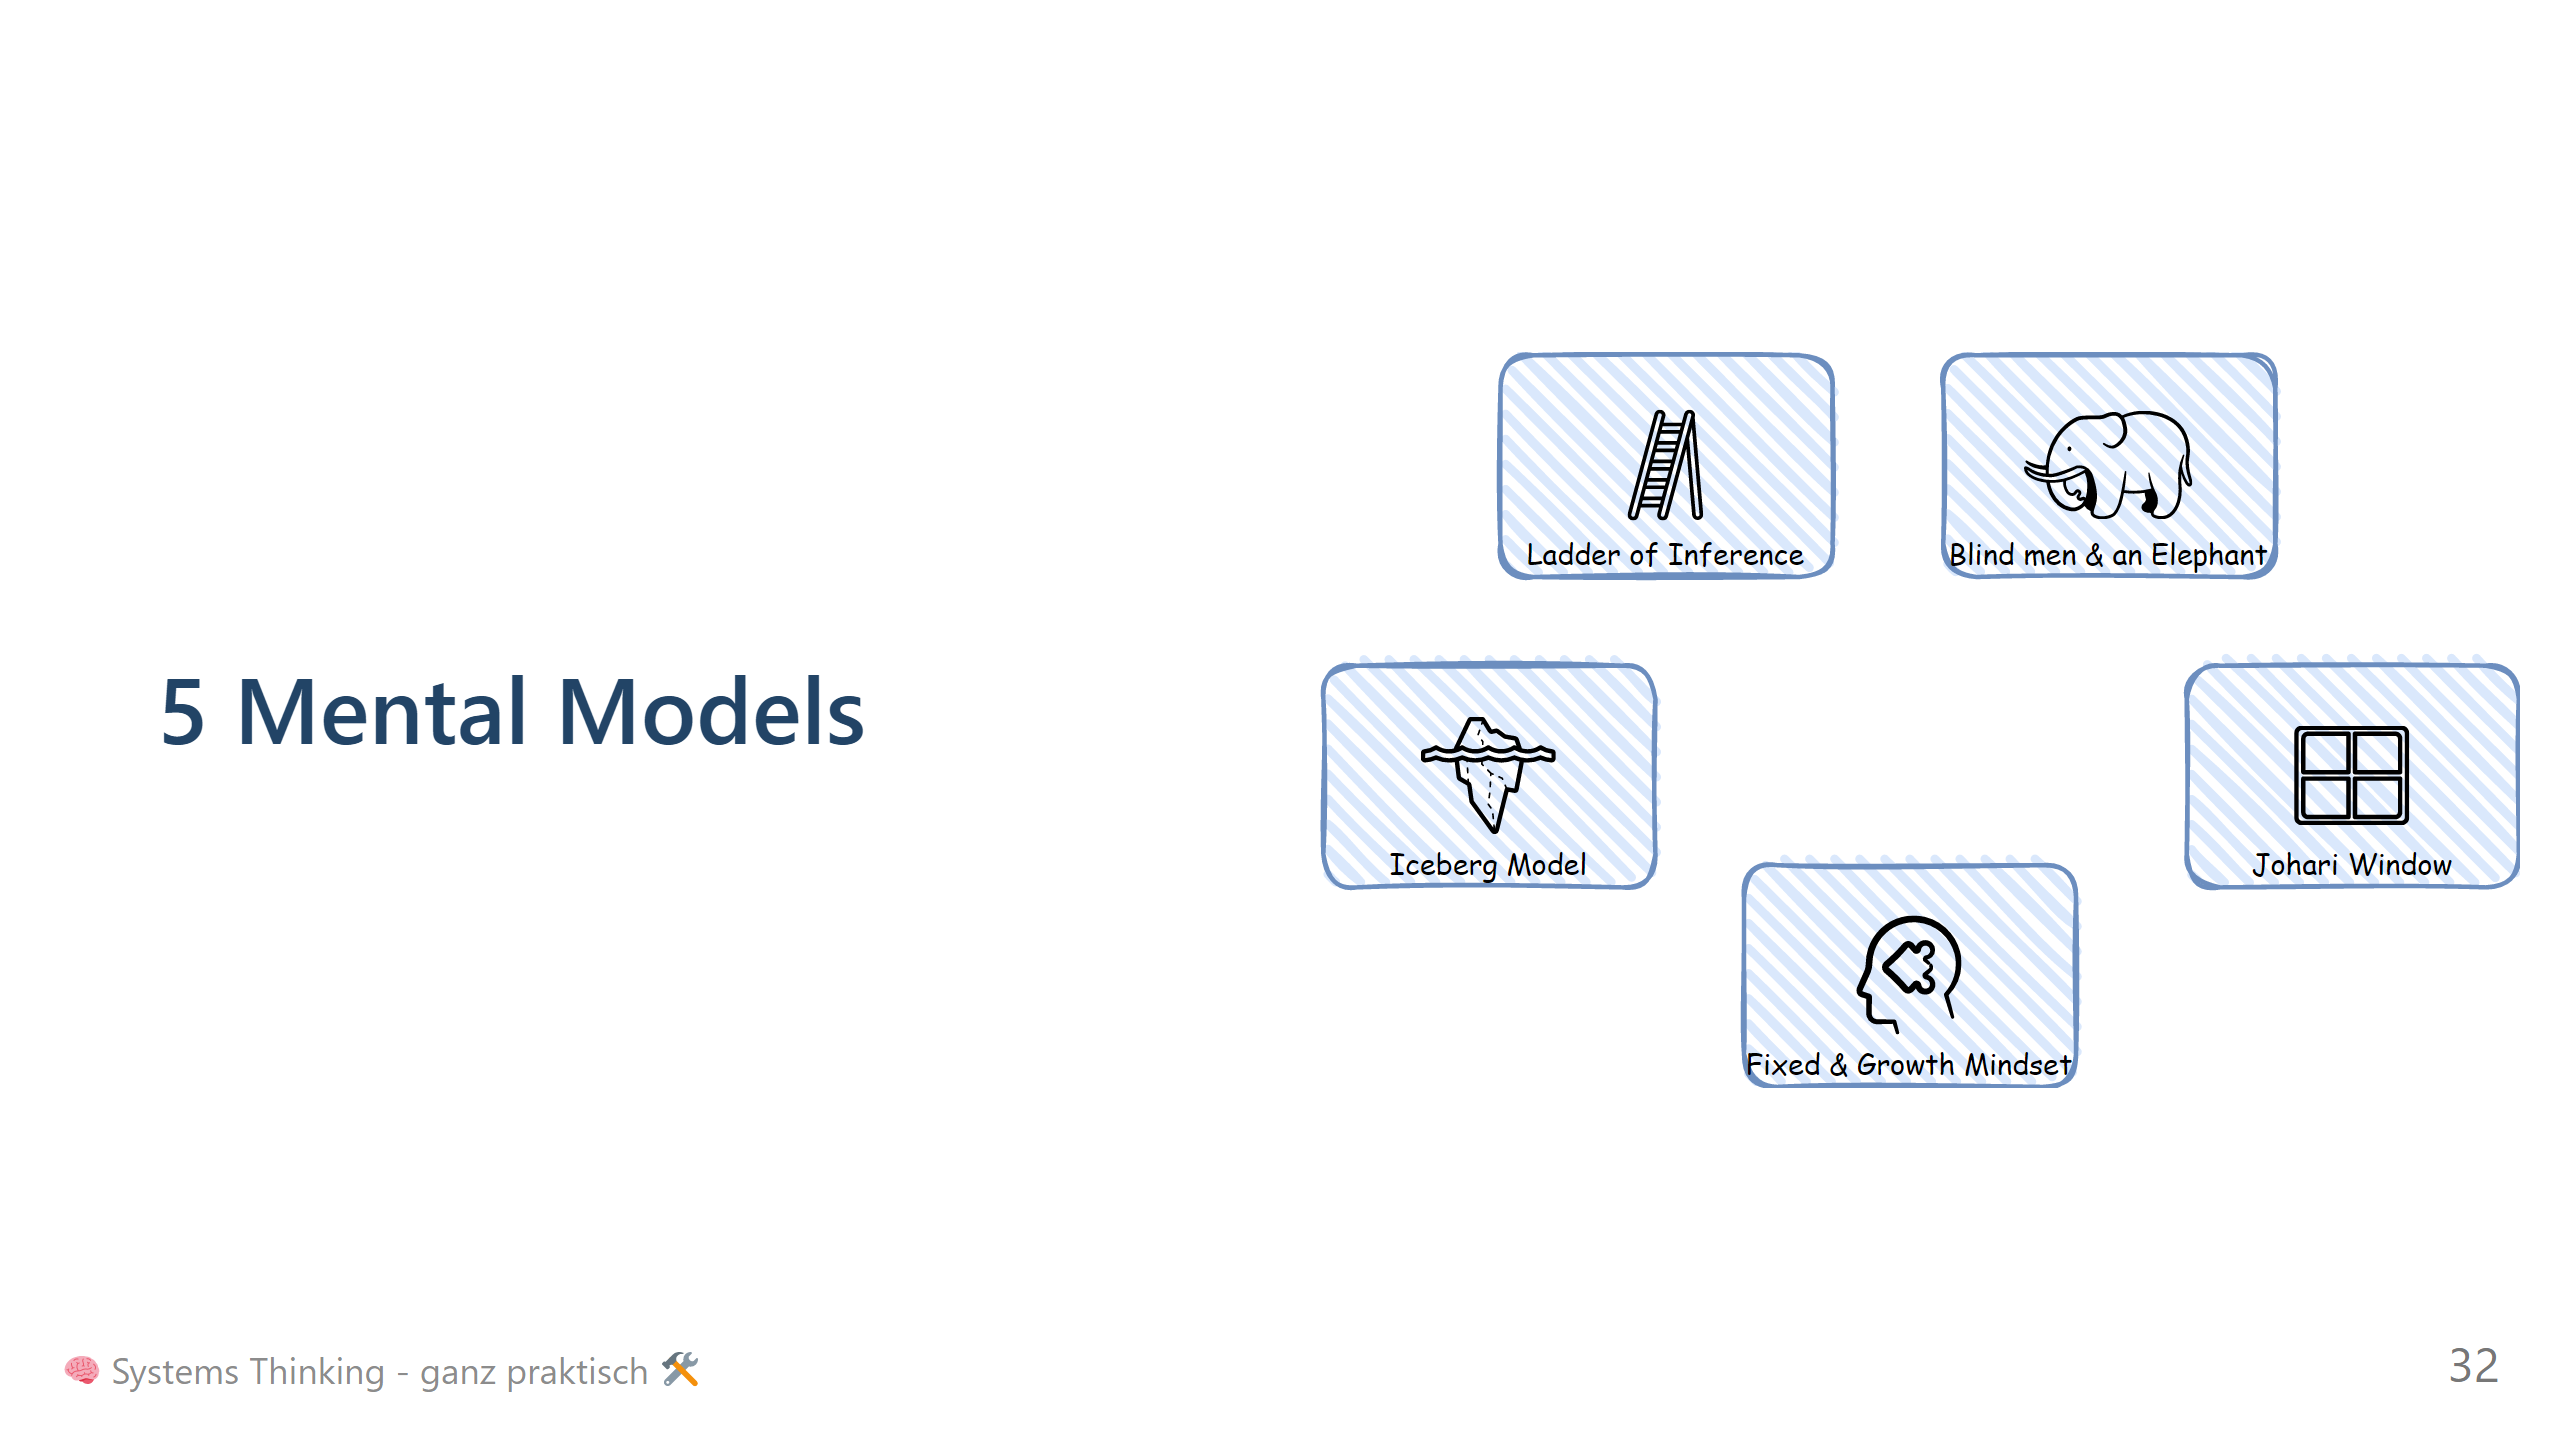 5 Mental Models
Ladder of Inference
Blind men & an Elephant
Iceberg Model
Johari Window
Fixed & Growth Mindset
🧠 Systems Thinking - ganz praktisch 🛠️
32